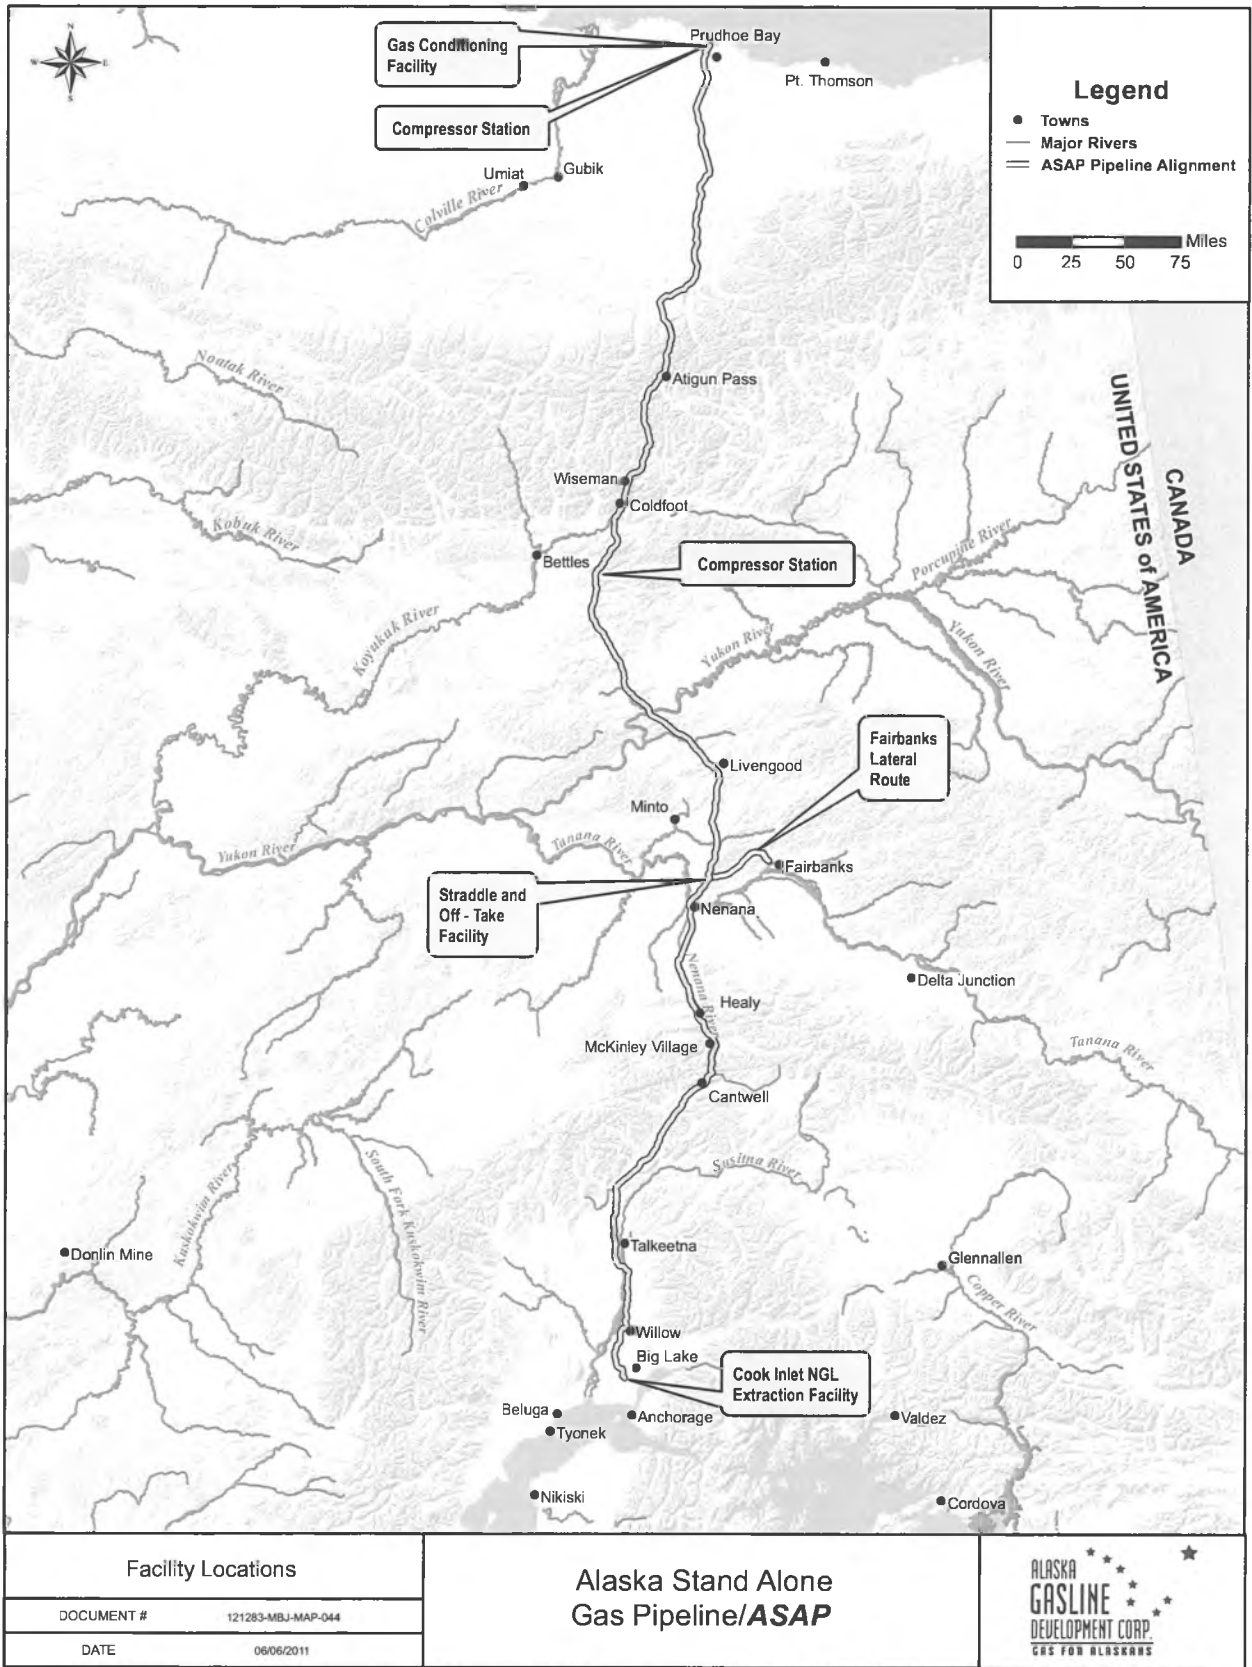 N
W
E
S
Gas Conditioning
Facility
Prudhoe Bay
Pt. Thomson
Compressor Station
Umiat
Gubik
Colville River
Legend
Towns
Major Rivers
ASAP Pipeline Alignment
Miles
0 25 50 75
Noatak River
Atigun Pass
UNITED STATES of AMERICA
CANADA
Wiseman
Coldfoot
Kobuk River
Bettles
Compressor Station
Porcupine River
Koyukuk River
Yukon River
Yukon River
Fairbanks
Lateral
Route
Livengood
Minto
Tanana River
Yukon River
Fairbanks
Straddle and
Off - Take
Facility
Nenana
Nenana River
Delta Junction
Healy
McKinley Village
Tanana River
Cantwell
Susitna River
South Fork Kuskokwim River
Kuskokwim River
Donlin Mine
Talkeetna
Glennallen
Copper River
Willow
Big Lake
Cook Inlet NGL
Extraction Facility
Beluga
Anchorage
Valdez
Tyonek
Nikiski
Cordova
Facility Locations
DOCUMENT # 121283-MBJ-MAP-044
DATE 06/06/2011
Alaska Stand Alone
Gas Pipeline/ASAP
ALASKA
GASLINE
DEVELOPMENT CORP.
GAS FOR ALASKANS